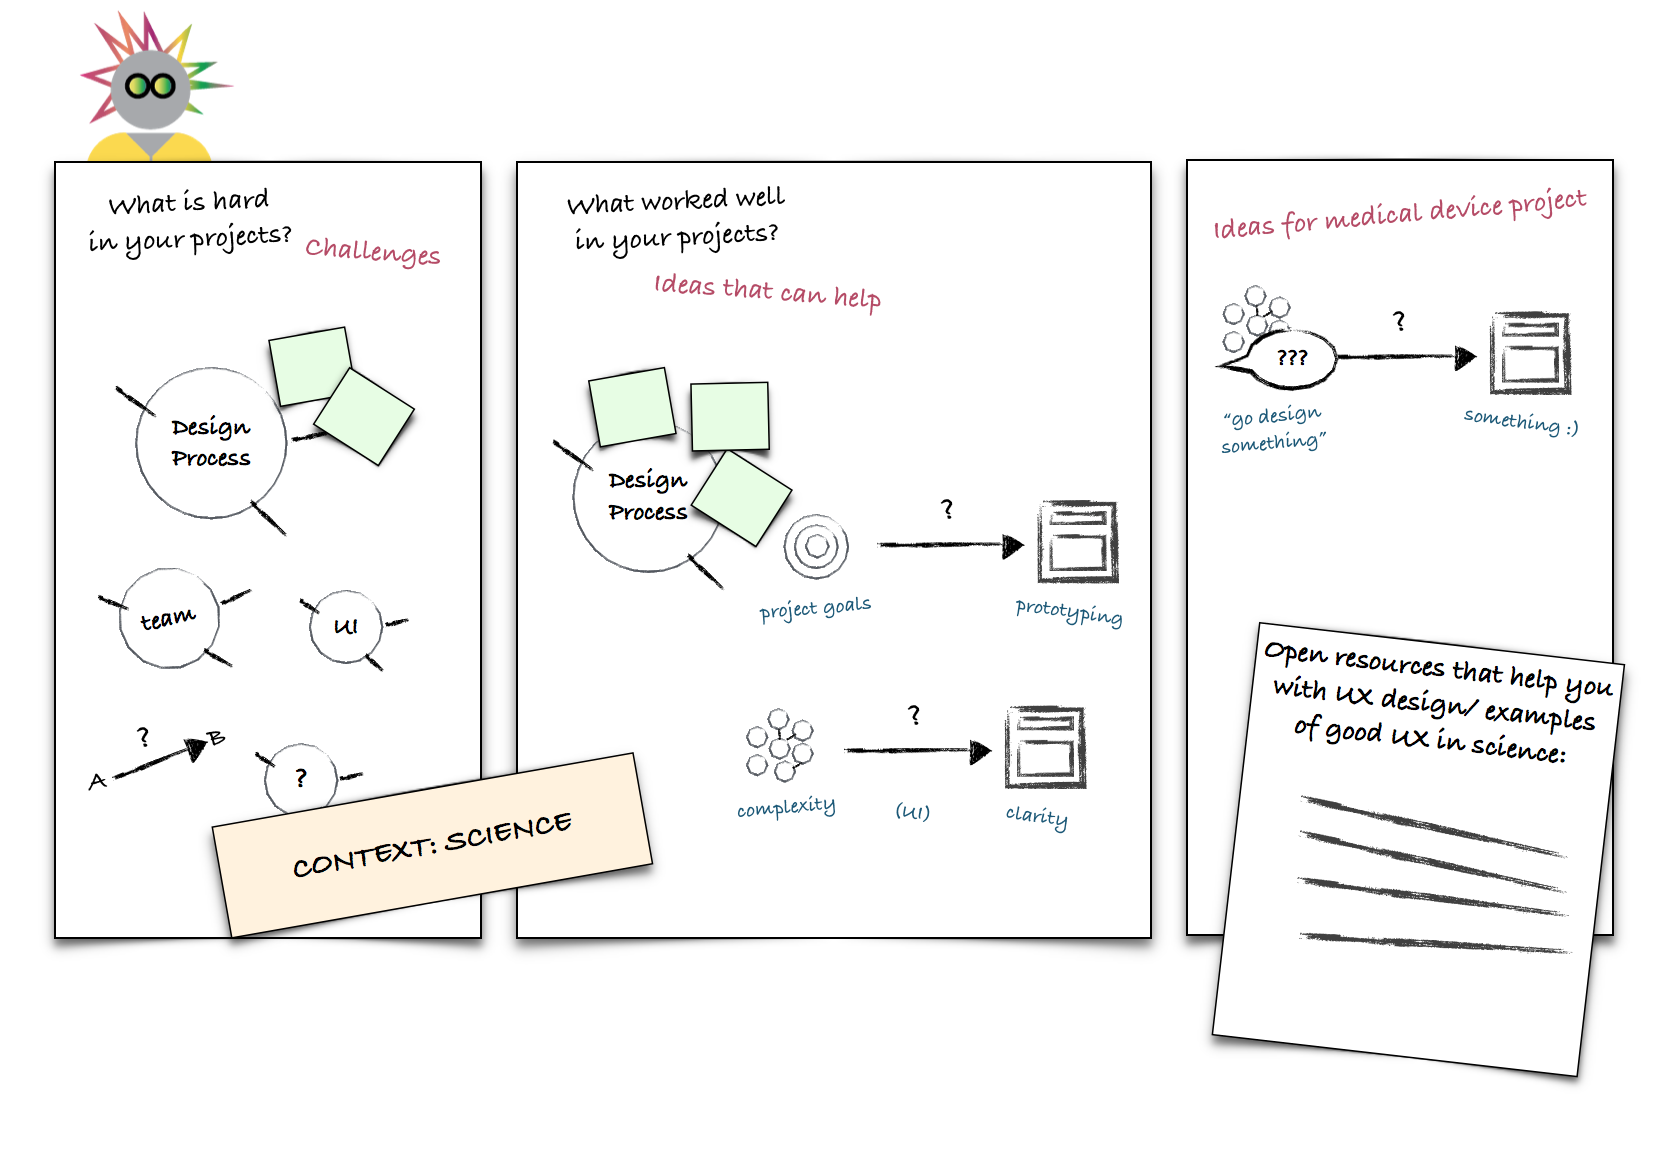 What is hard
in your projects?
Challenges
Design
Process
team
UI
?
A
B
?
CONTEXT: SCIENCE
What worked well
in your projects?
Ideas that can help
Design
Process
?
project goals
prototyping
?
complexity
(UI)
clarity
Ideas for medical device project
???
?
"go design
something"
something :)
Open resources that help you
with UX design/ examples
of good UX in science: